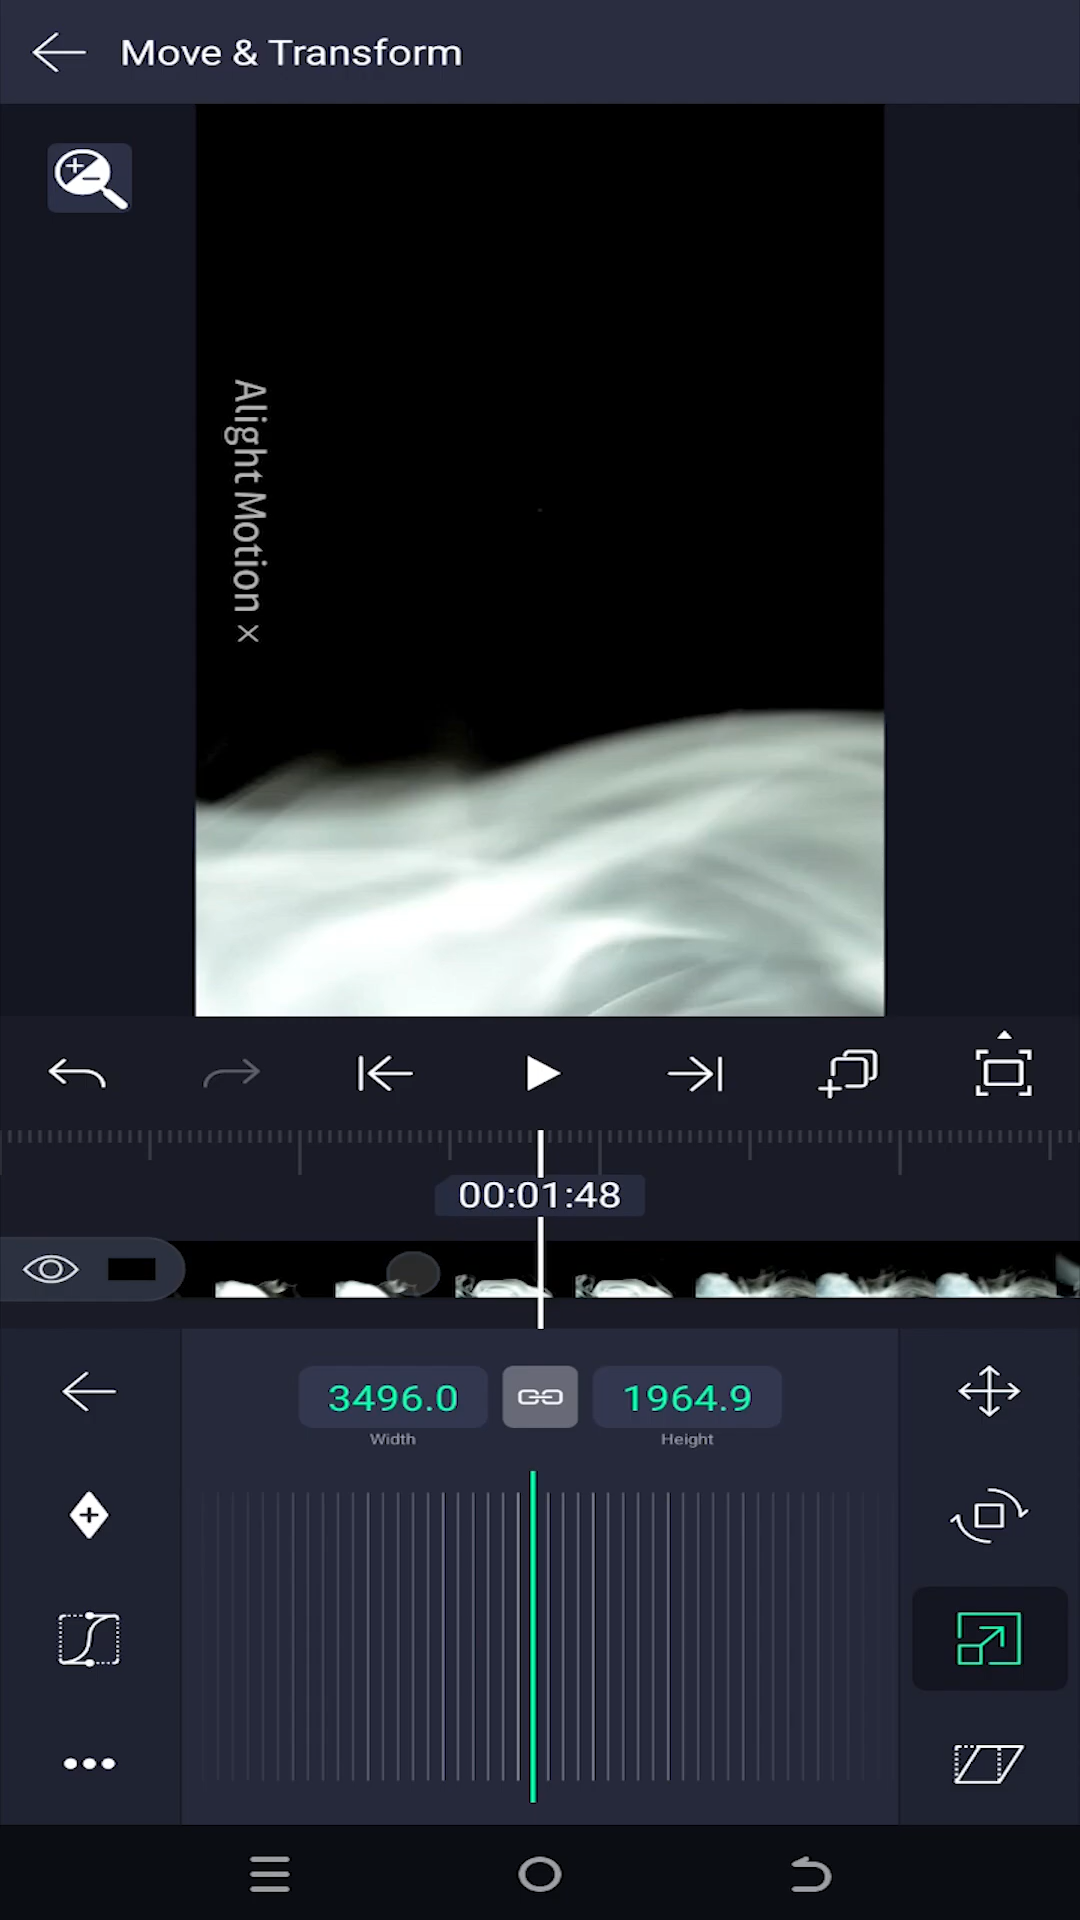 Move & Transform
Alight Motion ×
00:01:48
3496.0
1964.9
Width
Height